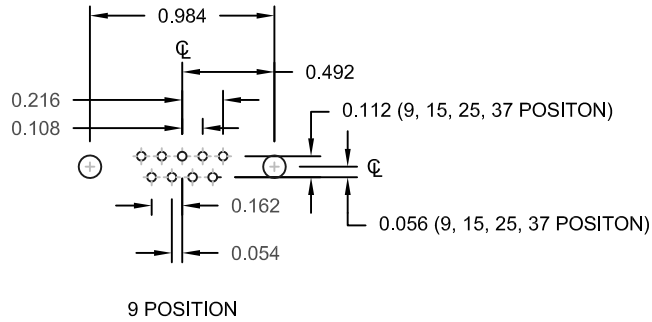 0.984
℄
0.492
0.216
0.112 (9, 15, 25, 37 POSITON)
0.108
℄
0.162
0.056 (9, 15, 25, 37 POSITON)
0.054
9 POSITION